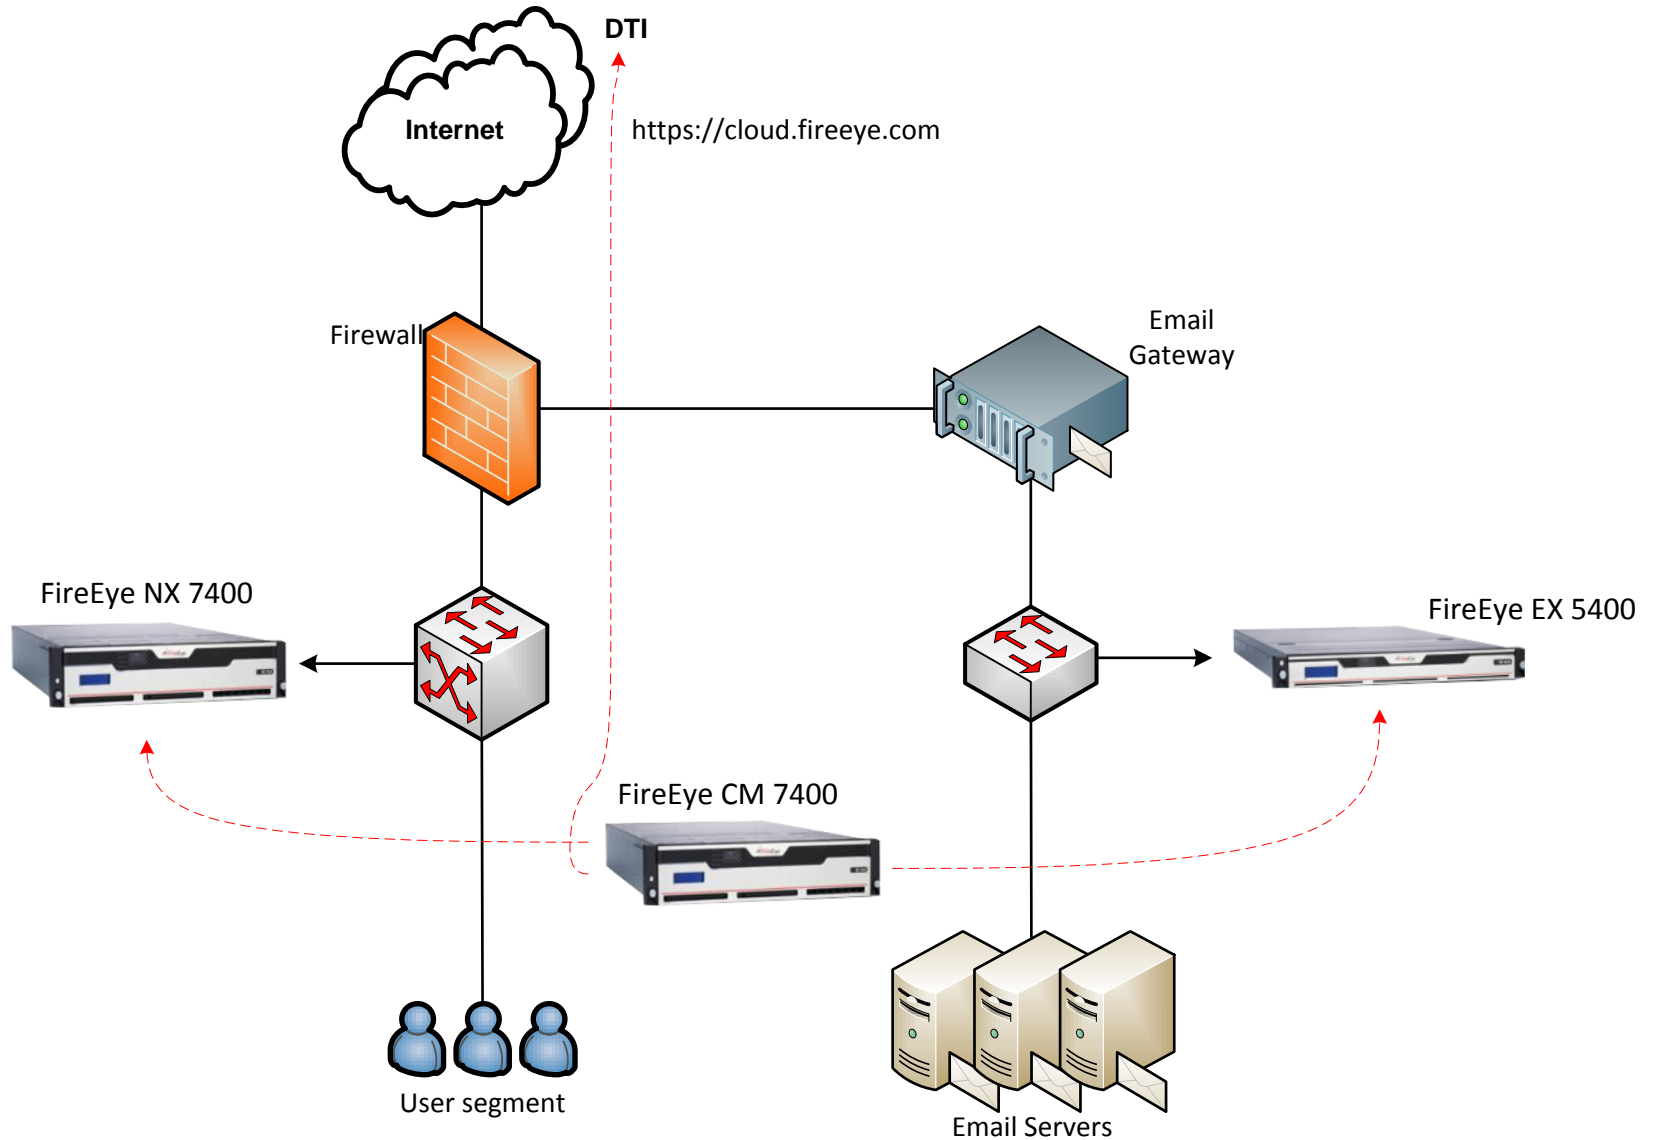 DTI
Internet
https://cloud.fireeye.com
Firewall
Email
Gateway
FireEye NX 7400
FireEye EX 5400
FireEye CM 7400
User segment
Email Servers